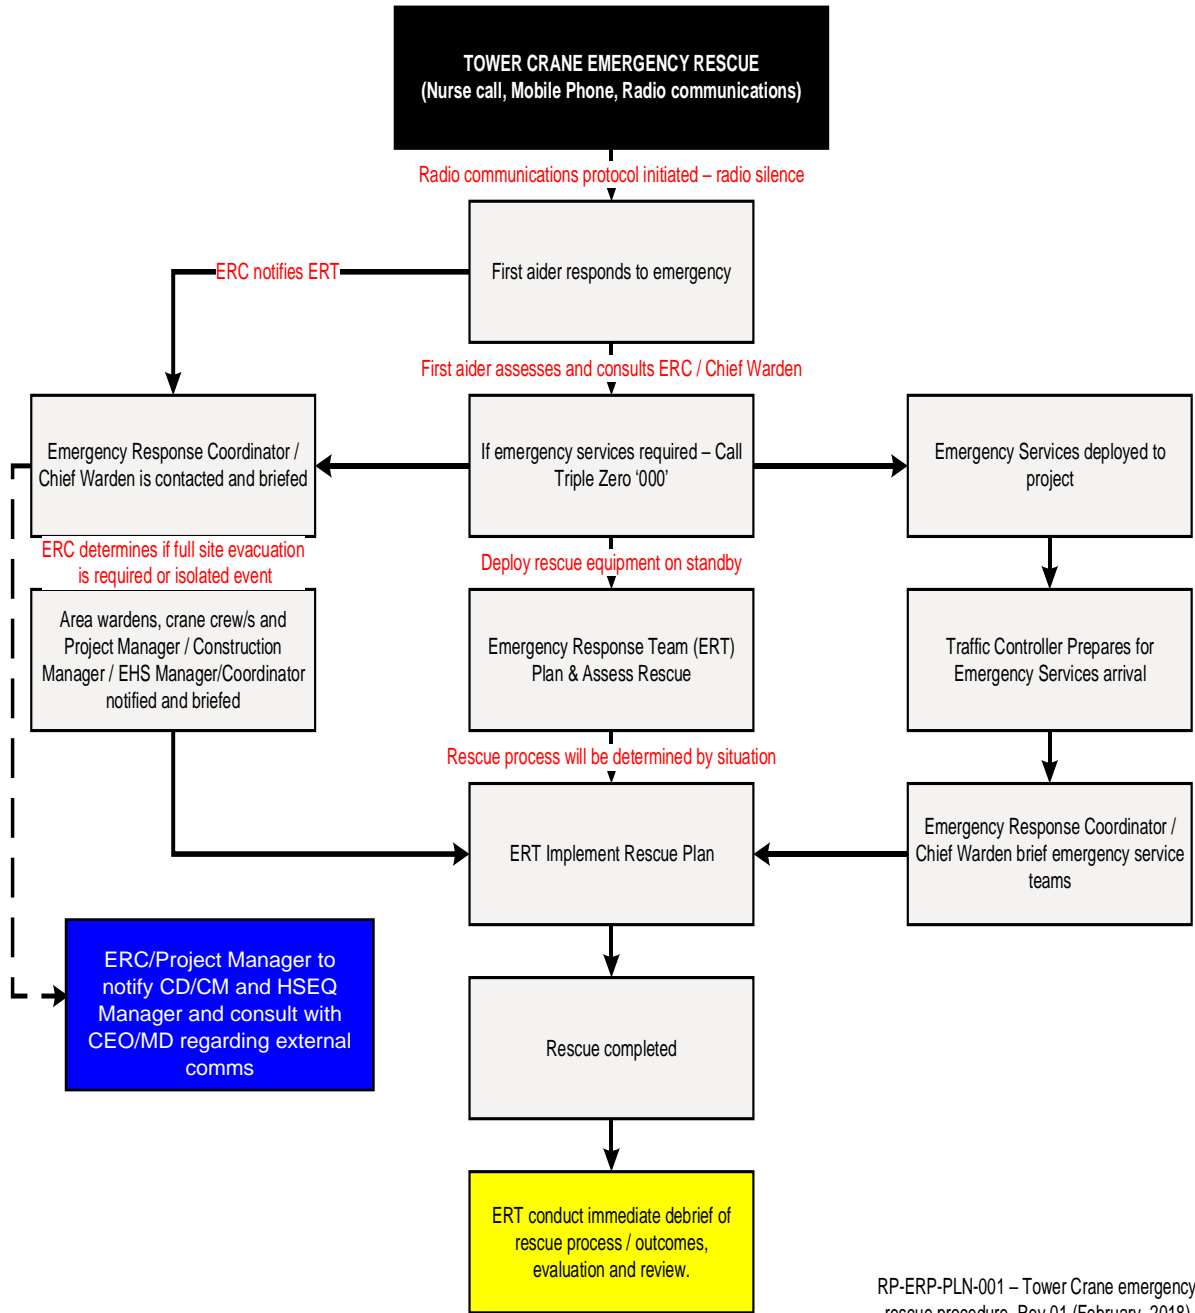 TOWER CRANE EMERGENCY RESCUE
(Nurse call, Mobile Phone, Radio communications)
Radio communications protocol initiated – radio silence
First aider responds to emergency
ERC notifies ERT
First aider assesses and consults ERC / Chief Warden
Emergency Response Coordinator /
Chief Warden is contacted and briefed
If emergency services required – Call
Triple Zero ‘000’
Emergency Services deployed to
project
ERC determines if full site evacuation
is required or isolated event
Deploy rescue equipment on standby
Area wardens, crane crew/s and
Project Manager / Construction
Manager / EHS Manager/Coordinator
notified and briefed
Emergency Response Team (ERT)
Plan & Assess Rescue
Traffic Controller Prepares for
Emergency Services arrival
Rescue process will be determined by situation
ERT Implement Rescue Plan
Emergency Response Coordinator /
Chief Warden brief emergency service
teams
ERC/Project Manager to
notify CD/CM and HSEQ
Manager and consult with
CEO/MD regarding external
comms
Rescue completed
ERT conduct immediate debrief of
rescue process / outcomes,
evaluation and review.
RP-ERP-PLN-001 – Tower Crane emergency
rescue procedure. Rev 01 (February, 2018)